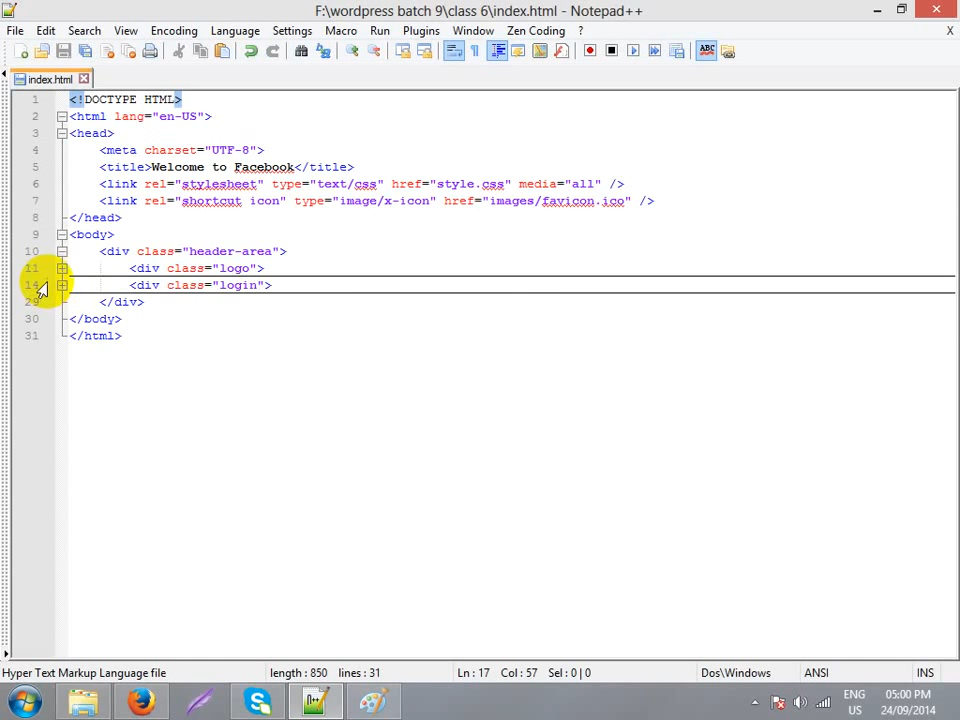 F:\wordpress batch 9\class 6\index.html - Notepad++
File Edit Search View Encoding Language Settings Macro Run Plugins Window Zen Coding ? X
ABC
index.html
1 <!DOCTYPE HTML>
2 <html lang="en-US">
3 <head>
4 <meta charset="UTF-8">
5 <title>Welcome to Facebook</title>
6 <link rel="stylesheet" type="text/css" href="style.css" media="all" />
7 <link rel="shortcut icon" type="image/x-icon" href="images/favicon.ico" />
8 </head>
9 <body>
10 <div class="header-area">
11 <div class="logo">
14 <div class="login">
29 </div>
30 </body>
31 </html>
Hyper Text Markup Language file length : 850 lines : 31 Ln : 17 Col : 57 Sel : 0 | 0 Dos\Windows ANSI INS
ENG 05:00 PM
US 24/09/2014